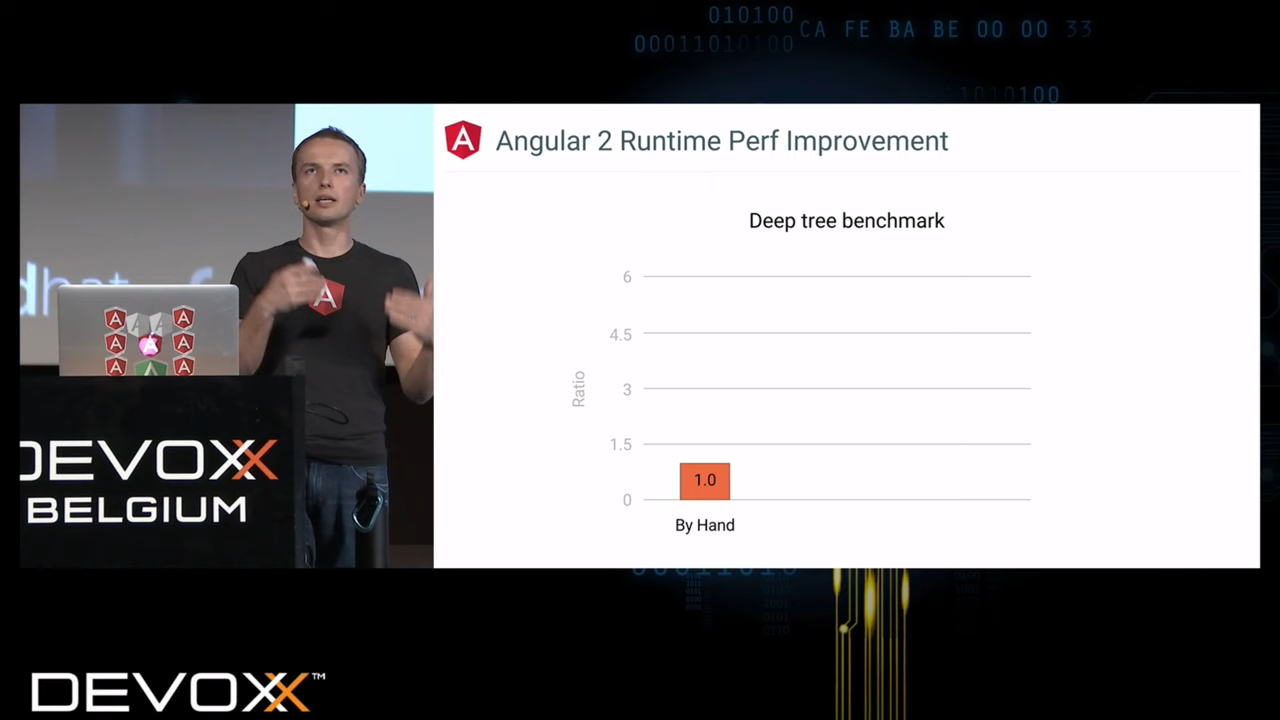 010100
CA FE BA BE 00 00 33
00011010100
1010100
Angular 2 Runtime Perf Improvement
Deep tree benchmark
6
4.5
3
Ratio
1.5
1.0
0
By Hand
DEVOXX
BELGIUM
DEVOXX™